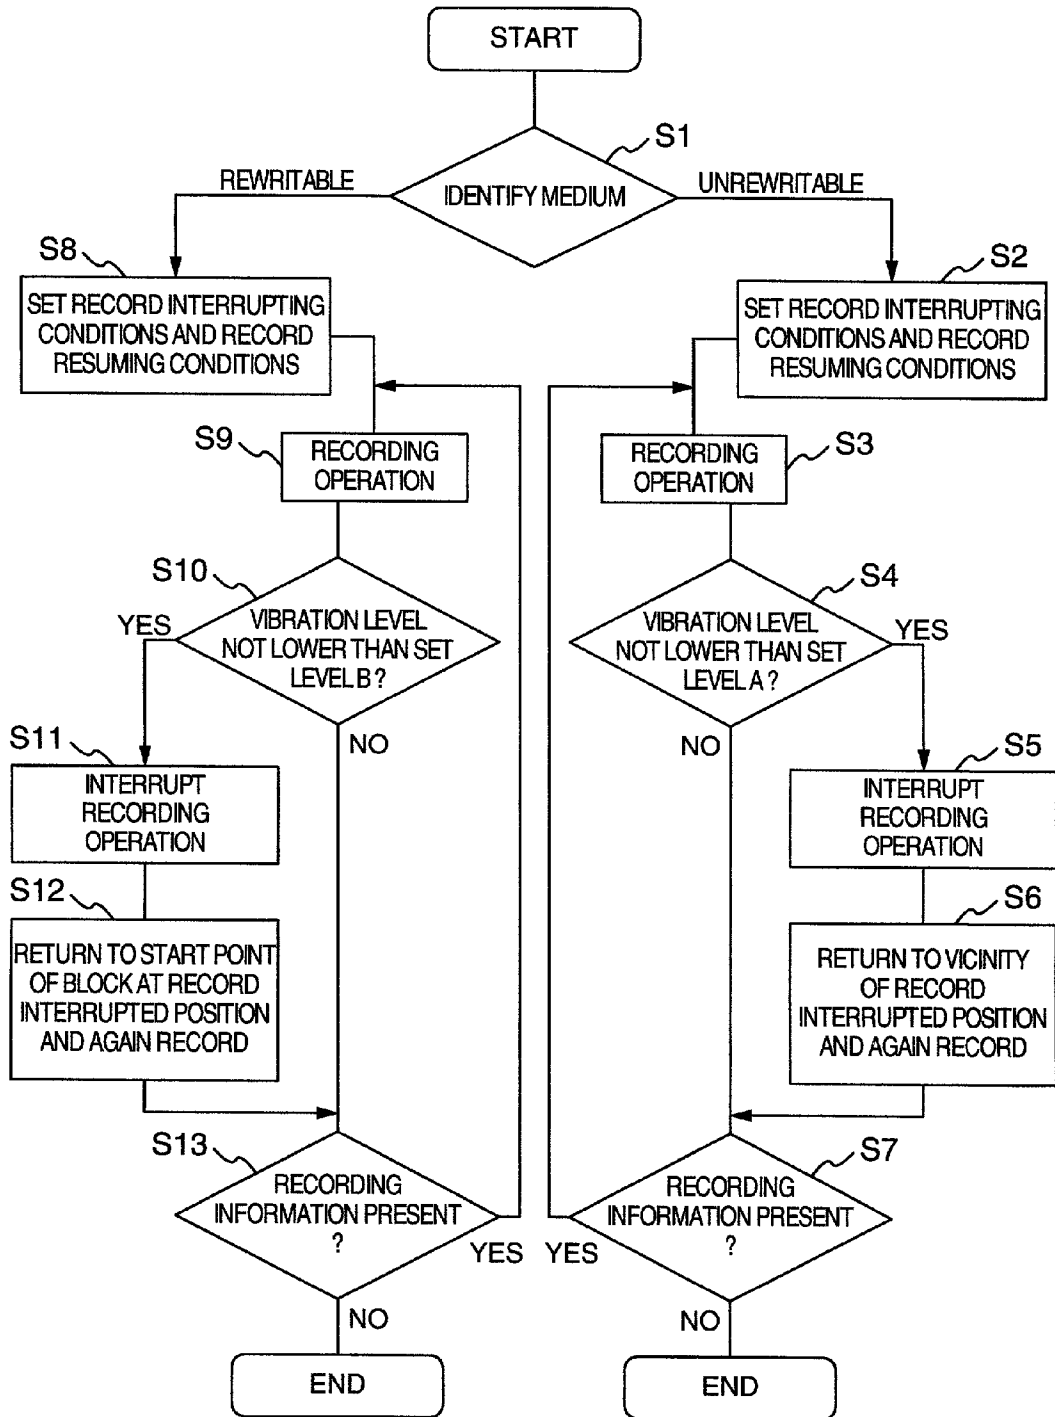 START
S1
IDENTIFY MEDIUM
REWRITABLE
UNREWRITABLE
S8
SET RECORD INTERRUPTING
CONDITIONS AND RECORD
RESUMING CONDITIONS
S2
SET RECORD INTERRUPTING
CONDITIONS AND RECORD
RESUMING CONDITIONS
S9
RECORDING
OPERATION
S3
RECORDING
OPERATION
S10
VIBRATION LEVEL
NOT LOWER THAN SET
LEVEL B?
YES
NO
S4
VIBRATION LEVEL
NOT LOWER THAN SET
LEVEL A?
YES
NO
S11
INTERRUPT
RECORDING
OPERATION
S5
INTERRUPT
RECORDING
OPERATION
S12
RETURN TO START POINT
OF BLOCK AT RECORD
INTERRUPTED POSITION
AND AGAIN RECORD
S6
RETURN TO VICINITY
OF RECORD
INTERRUPTED POSITION
AND AGAIN RECORD
S13
RECORDING
INFORMATION PRESENT
?
YES
NO
S7
RECORDING
INFORMATION PRESENT
?
YES
NO
END
END